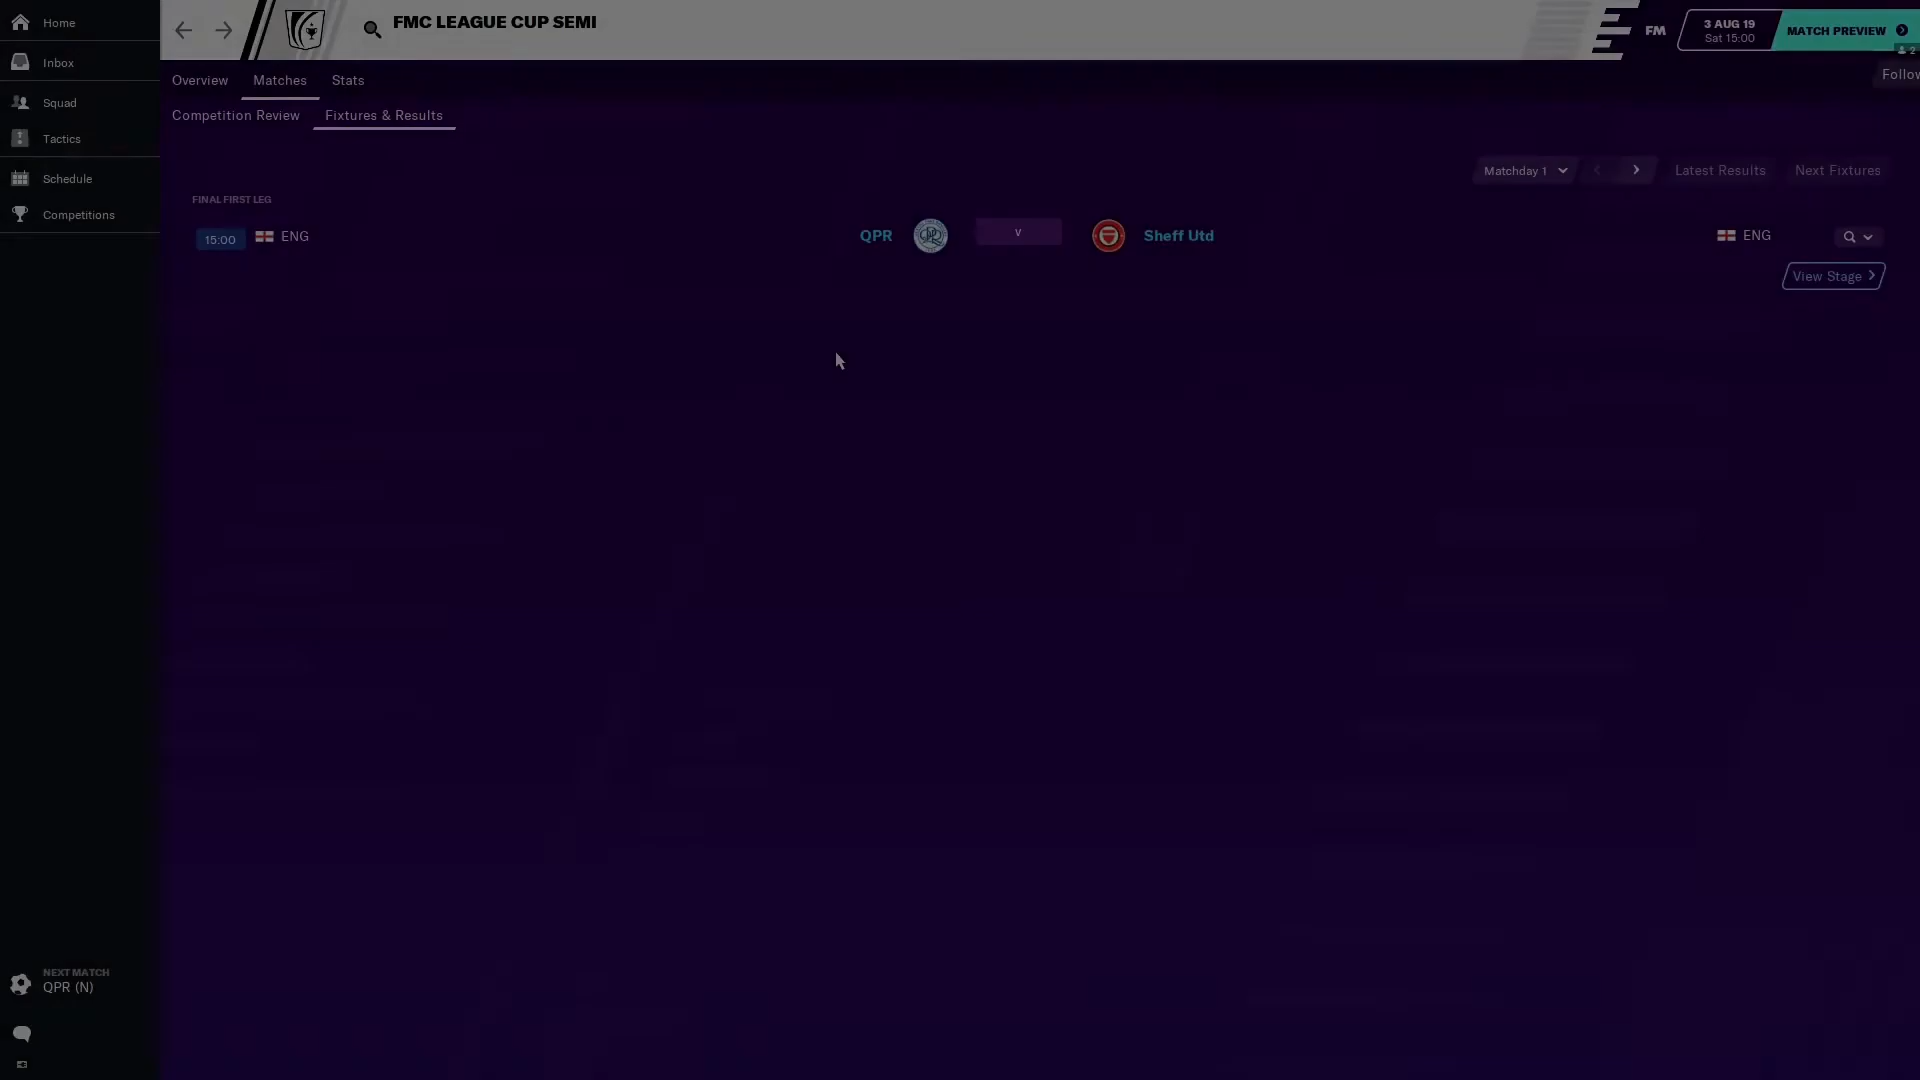 Home
Inbox
Squad
Tactics
Schedule
Competitions
FMC LEAGUE CUP SEMI
FM
3 AUG 19
Sat 15:00
MATCH PREVIEW
2
Overview
Matches
Stats
Follow
Competition Review
Fixtures & Results
Matchday 1
Latest Results
Next Fixtures
FINAL FIRST LEG
15:00
ENG
QPR
v
Sheff Utd
ENG
View Stage
NEXT MATCH
QPR (N)